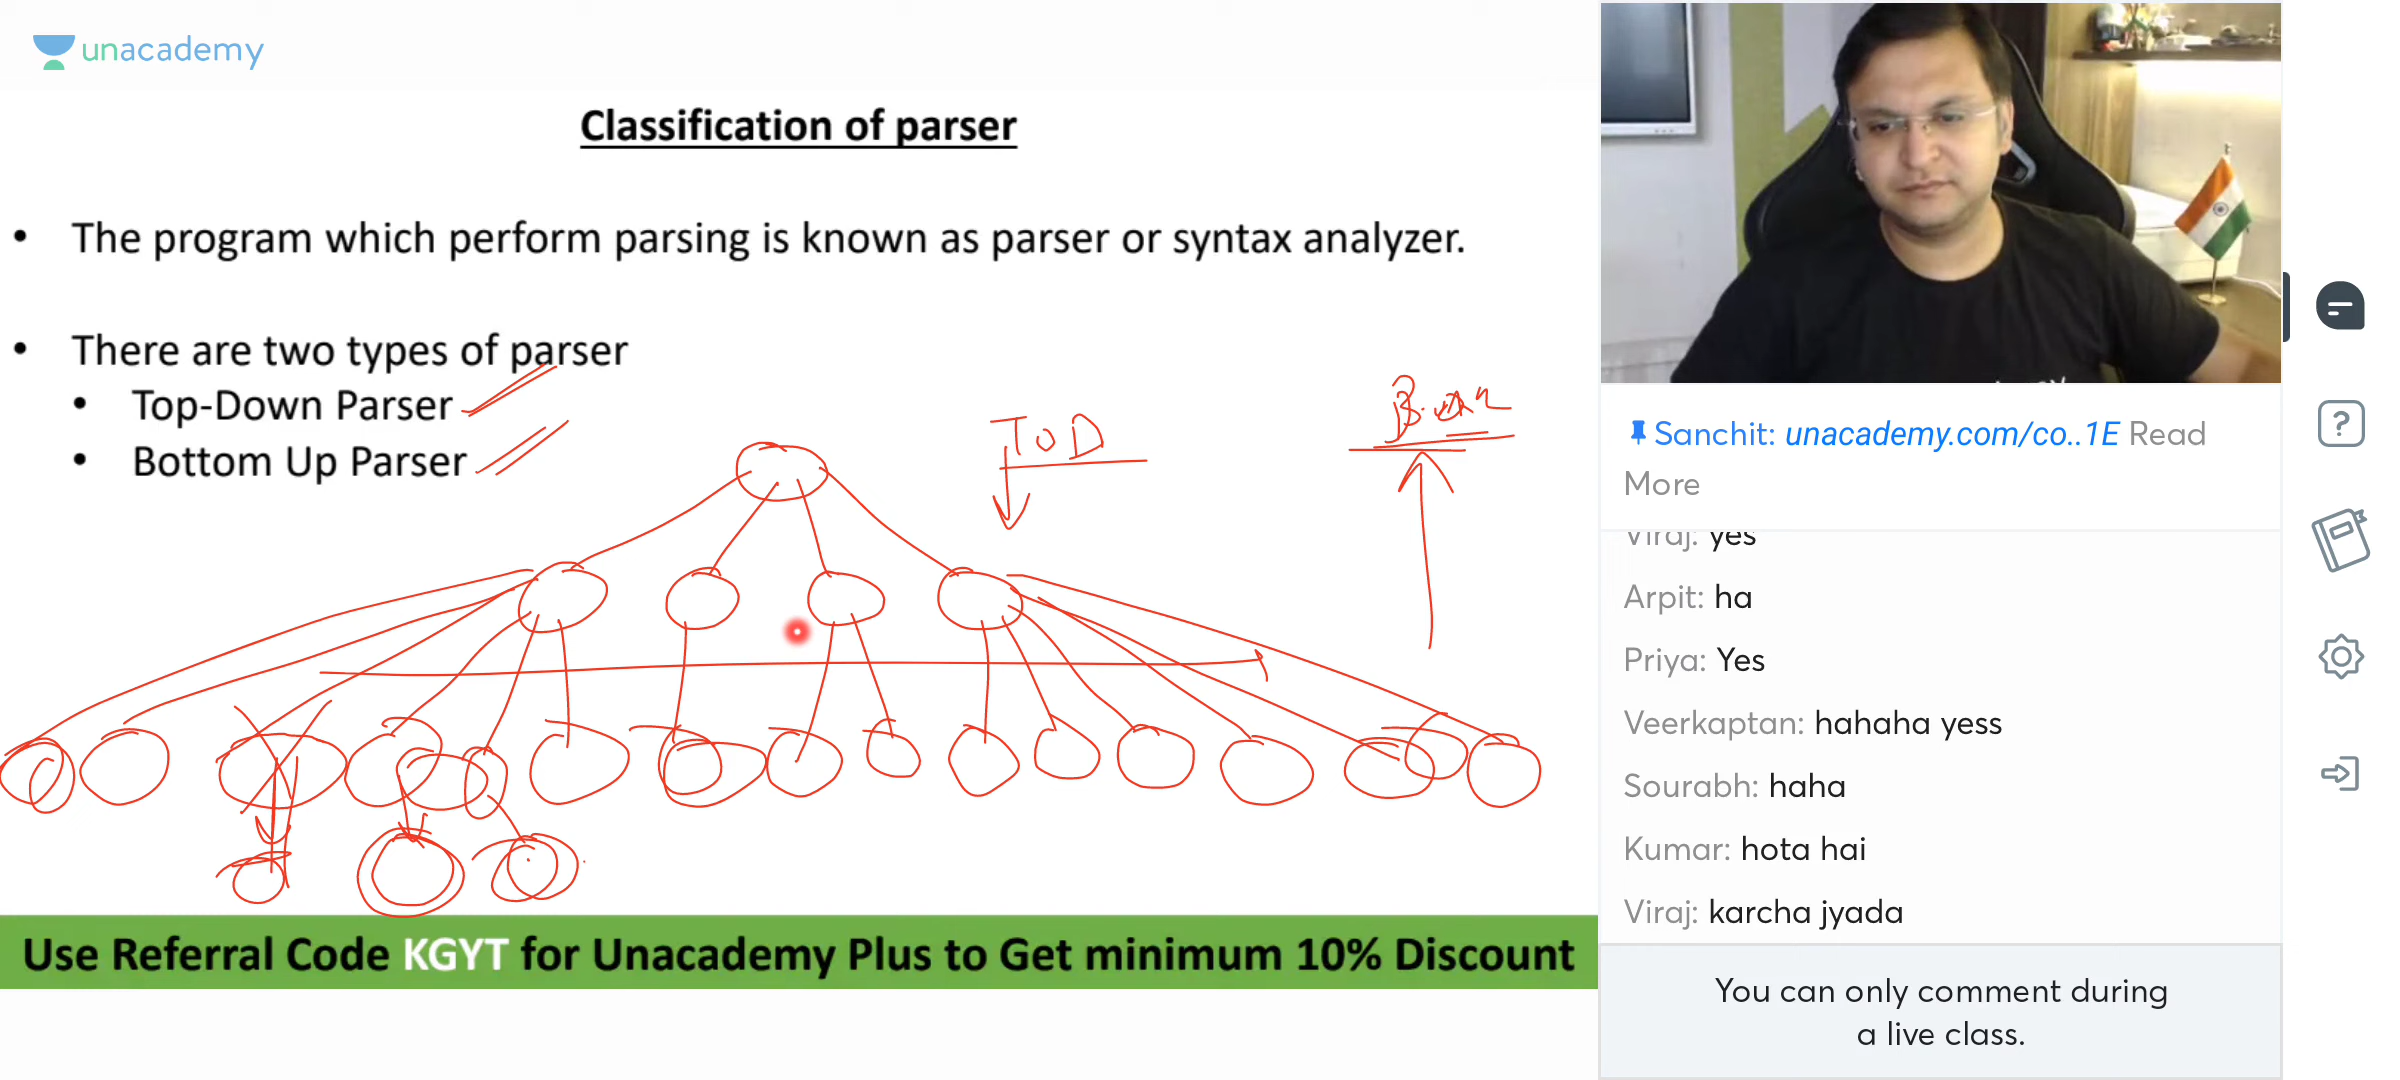 unacademy
Classification of parser
• The program which perform parsing is known as parser or syntax analyzer.
• There are two types of parser
• Top-Down Parser
• Bottom Up Parser
ToD
Use Referral Code KGYT for Unacademy Plus to Get minimum 10% Discount
Sanchit: unacademy.com/co..1E Read
More
Viraj: yes
Arpit: ha
Priya: Yes
Veerkaptan: hahaha yess
Sourabh: haha
Kumar: hota hai
Viraj: karcha jyada
You can only comment during
a live class.